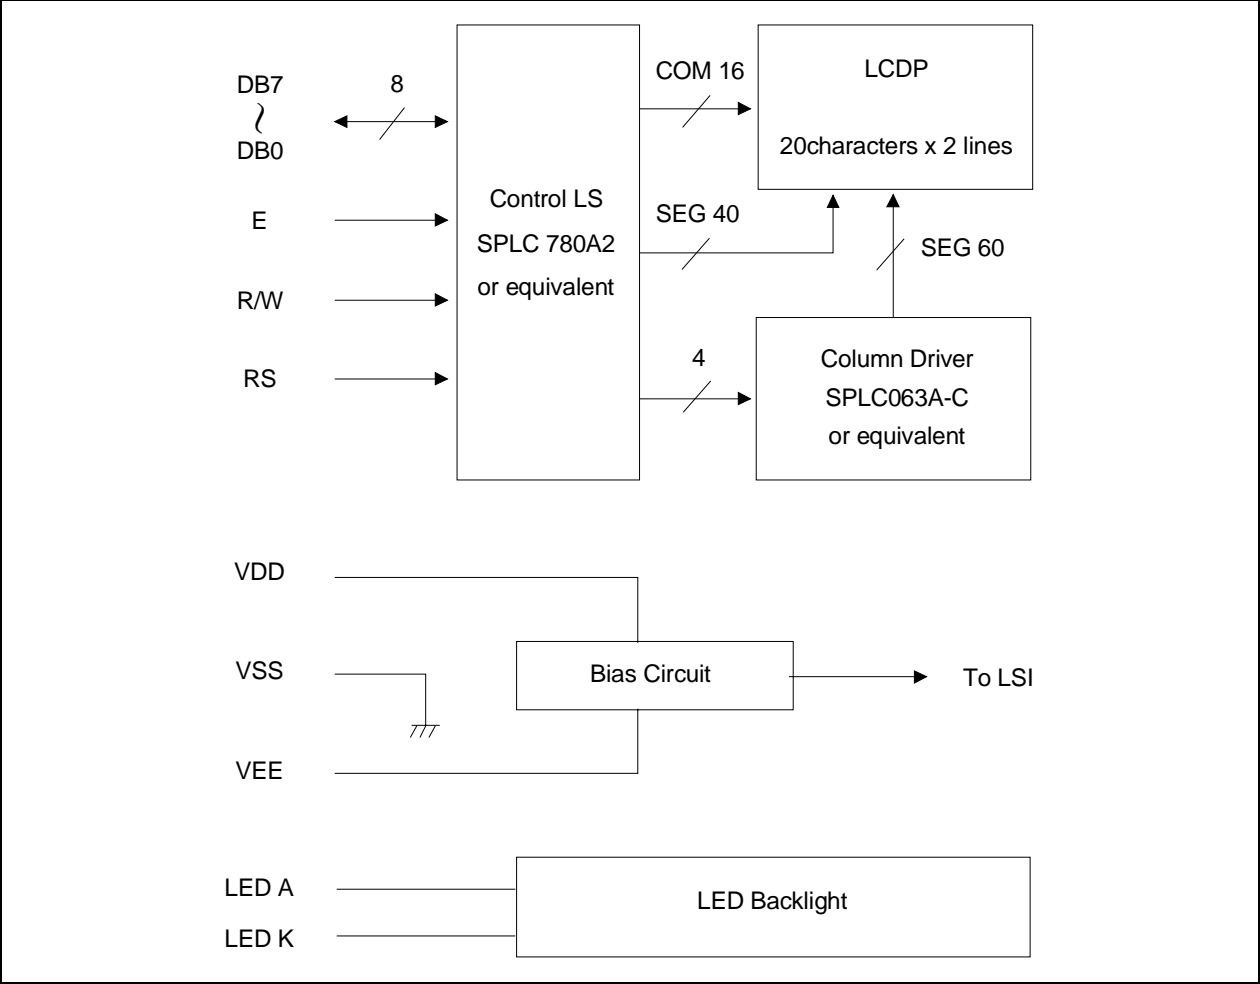 DB7
DB0
8
E
R/W
RS
Control LS
SPLC 780A2
or equivalent
COM 16
SEG 40
4
LCDP
20characters x 2 lines
SEG 60
Column Driver
SPLC063A-C
or equivalent
VDD
VSS
VEE
Bias Circuit
To LSI
LED A
LED K
LED Backlight